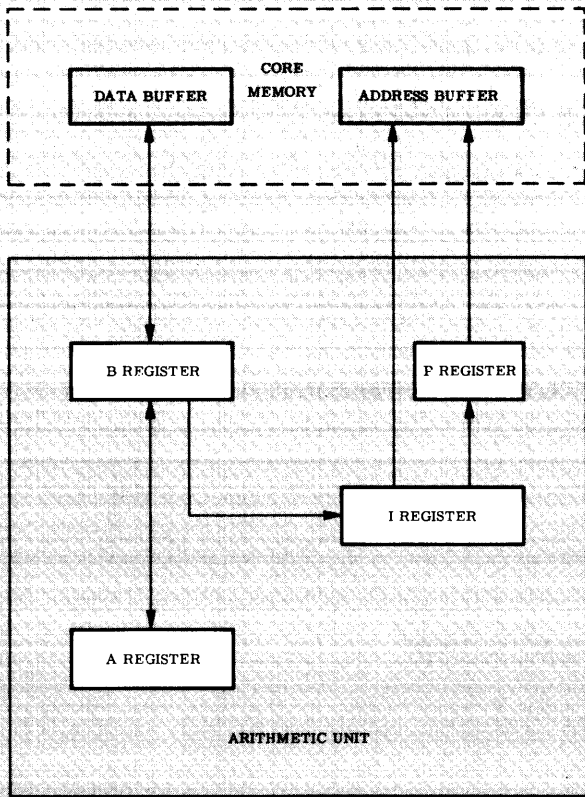 CORE
MEMORY
DATA BUFFER
ADDRESS BUFFER
B REGISTER
P REGISTER
I REGISTER
A REGISTER
ARITHMETIC UNIT